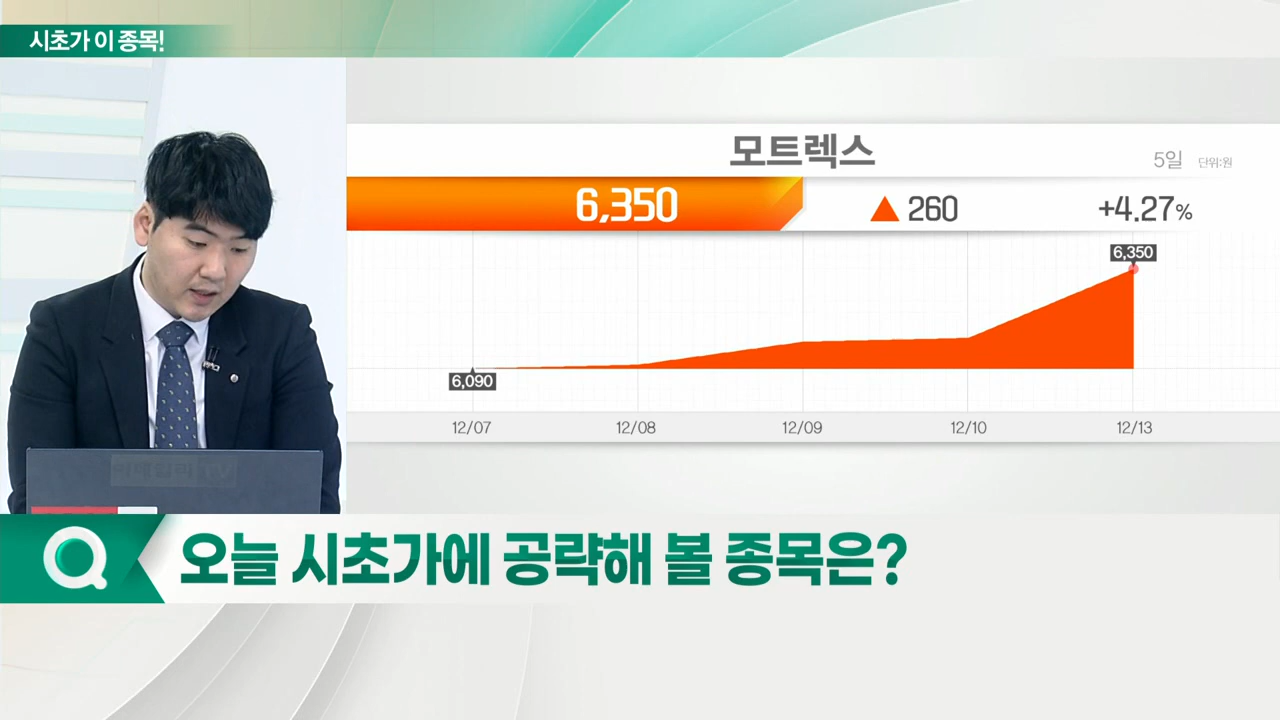 시초가 이 종목!
모트렉스
5일 단위:원
6,350 ▲ 260 +4.27%
6,350
6,090
12/07 12/08 12/09 12/10 12/13
오늘 시초가에 공략해 볼 종목은?